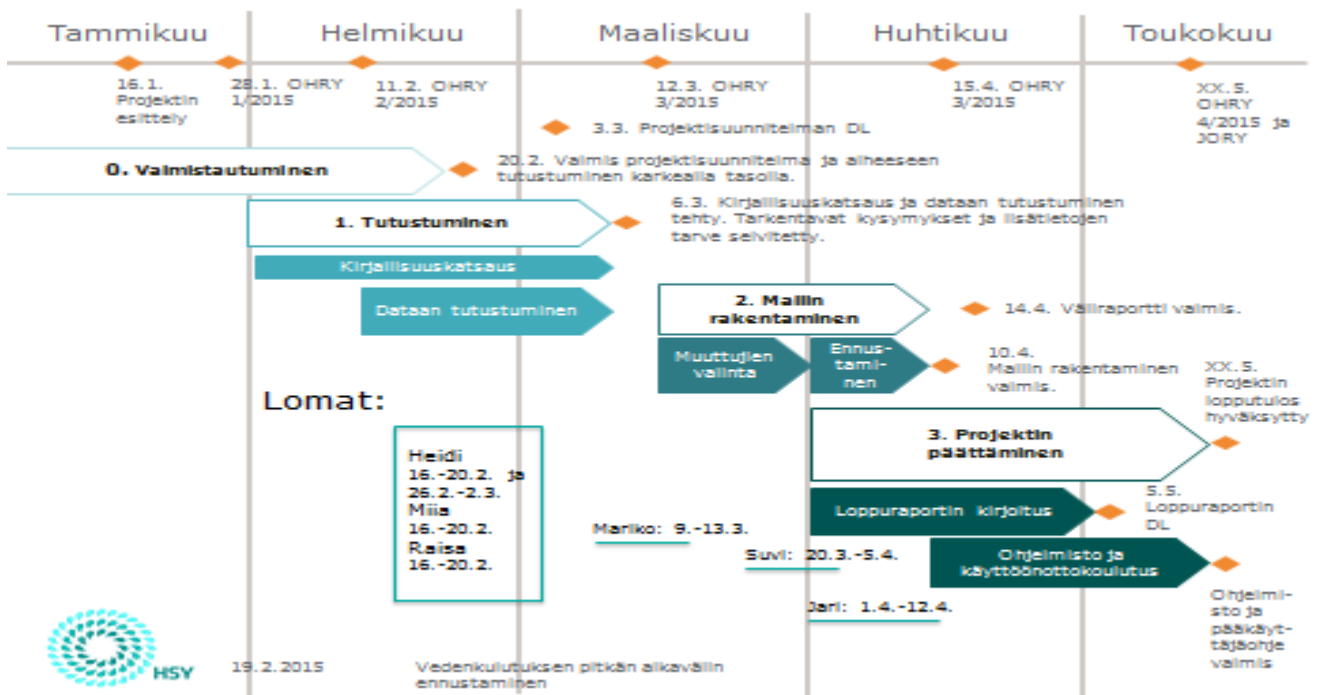 Tammikuu
Helmikuu
Maaliskuu
Huhtikuu
Toukokuu
16.1.
Projektin
esittely
28.1. OHRY
1/2015
11.2. OHRY
2/2015
12.3. OHRY
3/2015
15.4. OHRY
3/2015
XX.5.
OHRY
4/2015 ja
JORY
3.3. Projektisuunnitelman DL
0. Valmistautuminen
20.2. Valmis projektisuunnitelma ja aiheeseen
tutustuminen karkealla tasolla.
1. Tutustuminen
6.3. Kirjallisuuskatsaus ja dataan tutustuminen
tehty. Tarkentavat kysymykset ja lisätietojen
tarve selvitetty.
Kirjallisuuskatsaus
Dataan tutustuminen
2. Mallin
rakentaminen
14.4. Väliraportti valmis.
Muuttujien
valinta
Ennus-
tami-
nen
10.4.
Mallin rakentaminen
valmis.
XX.5.
Projektin
lopputulos
hyväksytty
Lomat:
3. Projektin
päättäminen
Heidi
16.-20.2. ja
26.2.-2.3.
Miia
16.-20.2.
Raisa
16.-20.2.
Loppuraportin kirjoitus
5.5.
Loppuraportin
DL
Mariko: 9.-13.3.
Suvi: 20.3.-5.4.
Ohjelmisto ja
käyttöönottokoulutus
Jari: 1.4.-12.4.
Ohjelmi-
sto ja
pääkäyt-
täjäohje
valmis
HSY
19.2.2015
Vedenkulutuksen pitkän aikavälin
ennustaminen